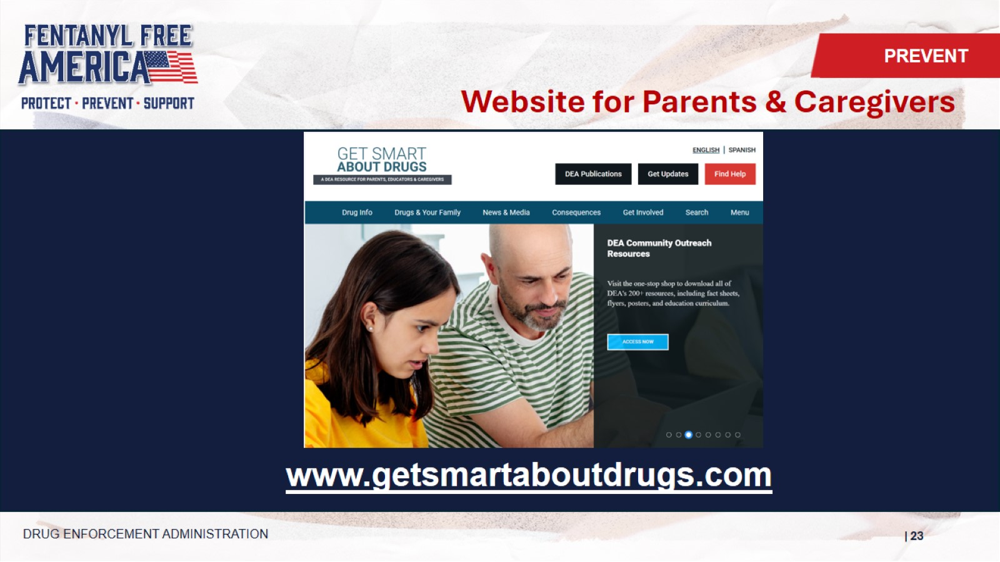 FENTANYL FREE
AMERICA
PROTECT · PREVENT · SUPPORT
PREVENT
Website for Parents & Caregivers
GET SMART
ABOUT DRUGS
A DEA RESOURCE FOR PARENTS, EDUCATORS & CAREGIVERS
ENGLISH | SPANISH
DEA Publications
Get Updates
Find Help
Drug Info
Drugs & Your Family
News & Media
Consequences
Get Involved
Search
Menu
DEA Community Outreach
Resources
Visit the one-stop shop to download all of
DEA's 200+ resources, including fact sheets,
flyers, posters, and education curriculum.
ACCESS NOW
www.getsmartaboutdrugs.com
DRUG ENFORCEMENT ADMINISTRATION
| 23